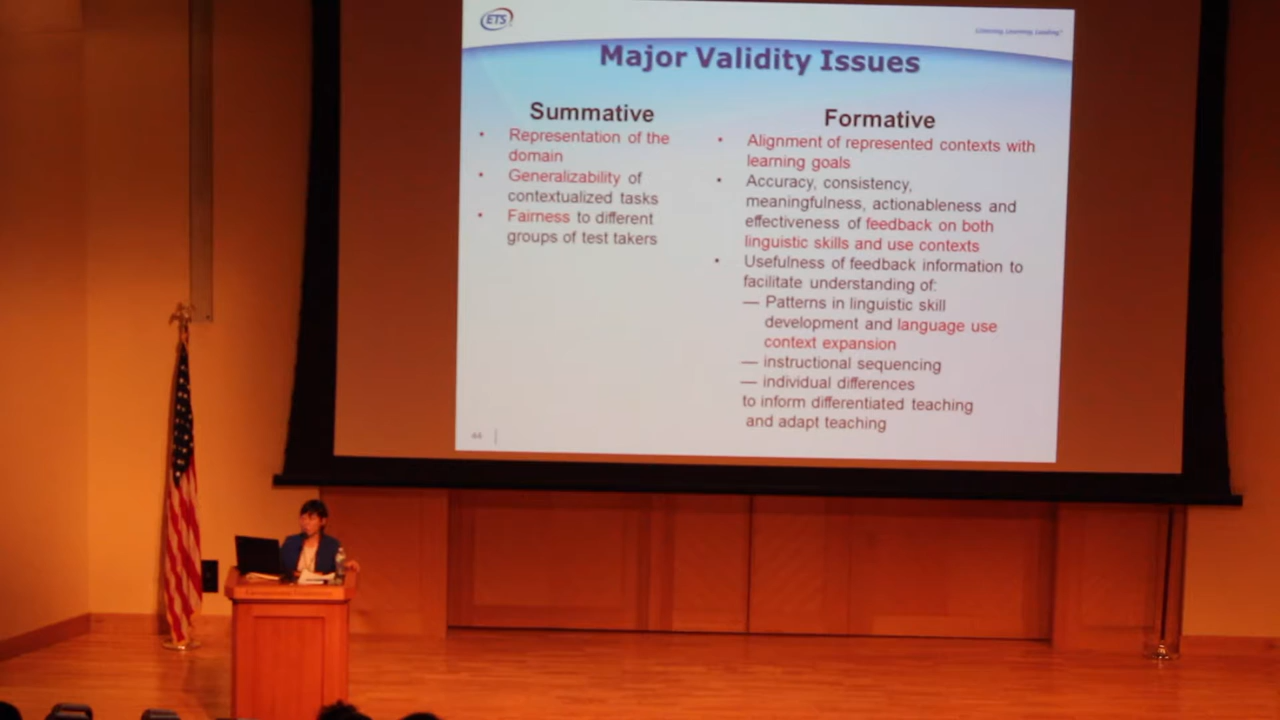 ETS
Listening. Learning. Leading.
Major Validity Issues
Summative
• Representation of the
domain
• Generalizability of
contextualized tasks
• Fairness to different
groups of test takers
Formative
• Alignment of represented contexts with
learning goals
• Accuracy, consistency,
meaningfulness, actionableness and
effectiveness of feedback on both
linguistic skills and use contexts
• Usefulness of feedback information to
facilitate understanding of:
— Patterns in linguistic skill
development and language use
context expansion
— instructional sequencing
— individual differences
to inform differentiated teaching
and adapt teaching